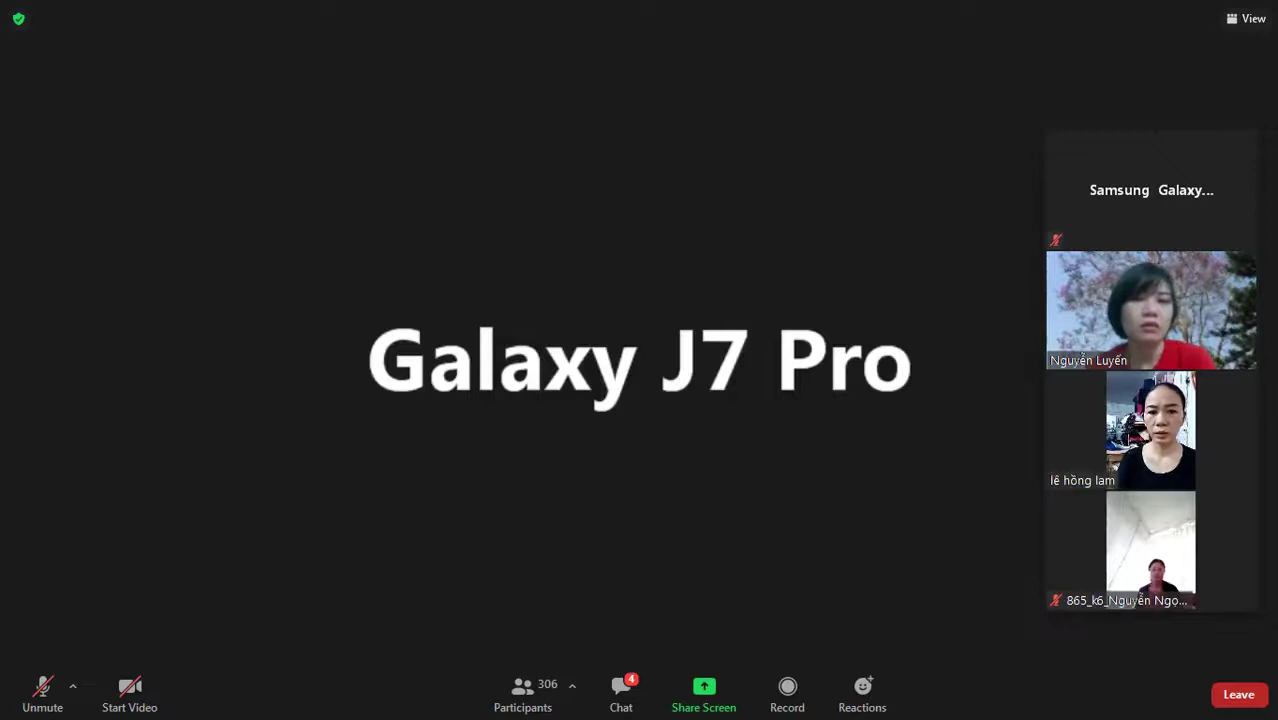 View
Samsung Galaxy...
Nguyễn Luyến
Galaxy J7 Pro
lê hồng lam
865_k6_Nguyễn Ngọ...
Unmute
Start Video
306
Participants
4
Chat
Share Screen
Record
Reactions
Leave